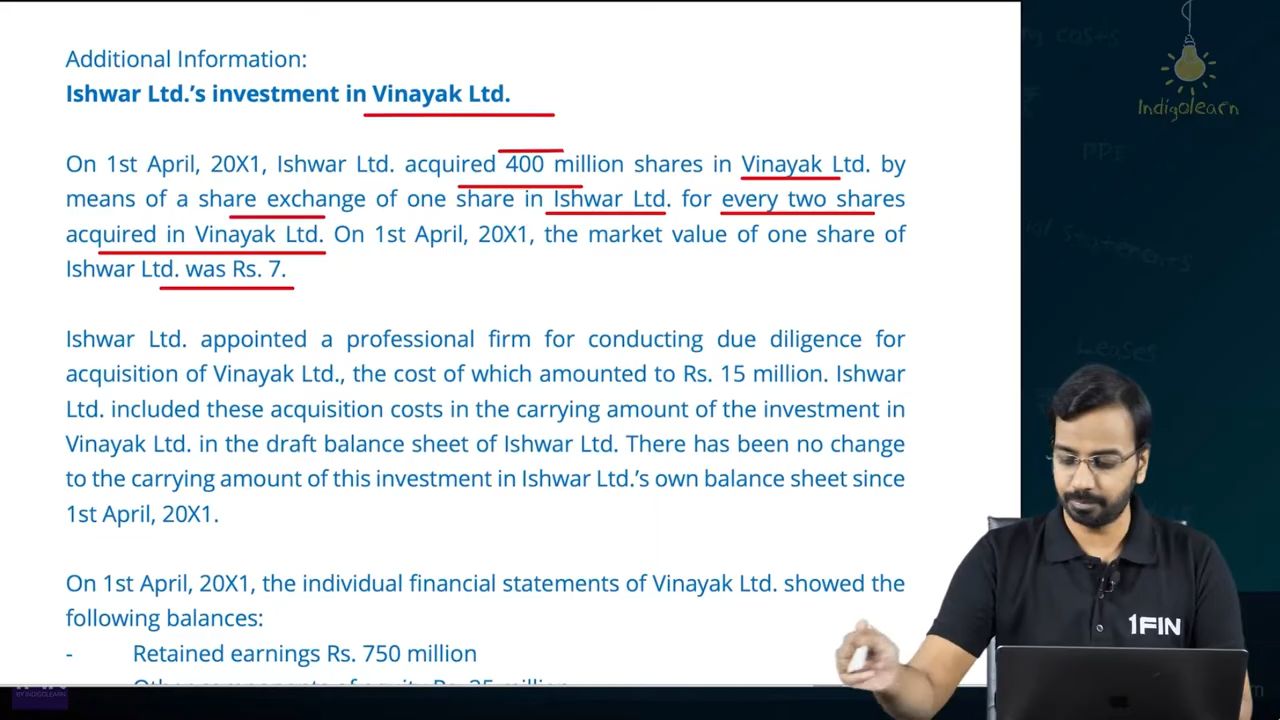 Additional Information:
Ishwar Ltd.'s investment in Vinayak Ltd.
On 1st April, 20X1, Ishwar Ltd. acquired 400 million shares in Vinayak Ltd. by
means of a share exchange of one share in Ishwar Ltd. for every two shares
acquired in Vinayak Ltd. On 1st April, 20X1, the market value of one share of
Ishwar Ltd. was Rs. 7.
Ishwar Ltd. appointed a professional firm for conducting due diligence for
acquisition of Vinayak Ltd., the cost of which amounted to Rs. 15 million. Ishwar
Ltd. included these acquisition costs in the carrying amount of the investment in
Vinayak Ltd. in the draft balance sheet of Ishwar Ltd. There has been no change
to the carrying amount of this investment in Ishwar Ltd.'s own balance sheet since
1st April, 20X1.
On 1st April, 20X1, the individual financial statements of Vinayak Ltd. showed the
following balances:
- Retained earnings Rs. 750 million
Indigolearn
costs
PPE
Statements
Leases
1FIN
BY INDIGOLEARN